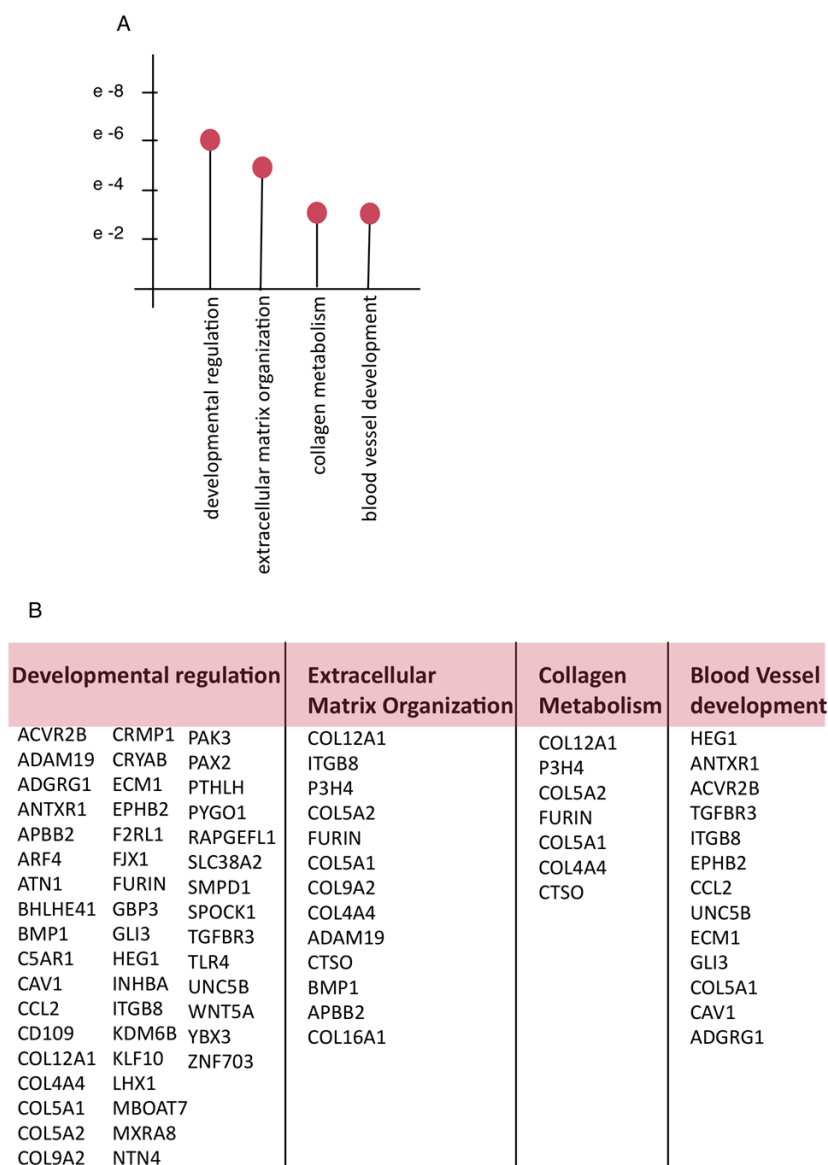 A
e -8
e -6
e -4
e -2
developmental regulation
extracellular matrix organization
collagen metabolism
blood vessel development
B
Developmental regulation
Extracellular
Matrix Organization
Collagen
Metabolism
Blood Vessel
development
ACVR2B
ADAM19
ADGRG1
ANTXR1
APBB2
ARF4
ATN1
BHLHE41
BMP1
C5AR1
CAV1
CCL2
CD109
COL12A1
COL4A4
COL5A1
COL5A2
COL9A2
CRMP1
CRYAB
ECM1
EPHB2
F2RL1
FJX1
FURIN
GBP3
GLI3
HEG1
INHBA
ITGB8
KDM6B
KLF10
LHX1
MBOAT7
MXRA8
NTN4
PAK3
PAX2
PTHLH
PYGO1
RAPGEFL1
SLC38A2
SMPD1
SPOCK1
TGFBR3
TLR4
UNC5B
WNT5A
YBX3
ZNF703
COL12A1
ITGB8
P3H4
COL5A2
FURIN
COL5A1
COL9A2
COL4A4
ADAM19
CTSO
BMP1
APBB2
COL16A1
COL12A1
P3H4
COL5A2
FURIN
COL5A1
COL4A4
CTSO
HEG1
ANTXR1
ACVR2B
TGFBR3
ITGB8
EPHB2
CCL2
UNC5B
ECM1
GLI3
COL5A1
CAV1
ADGRG1